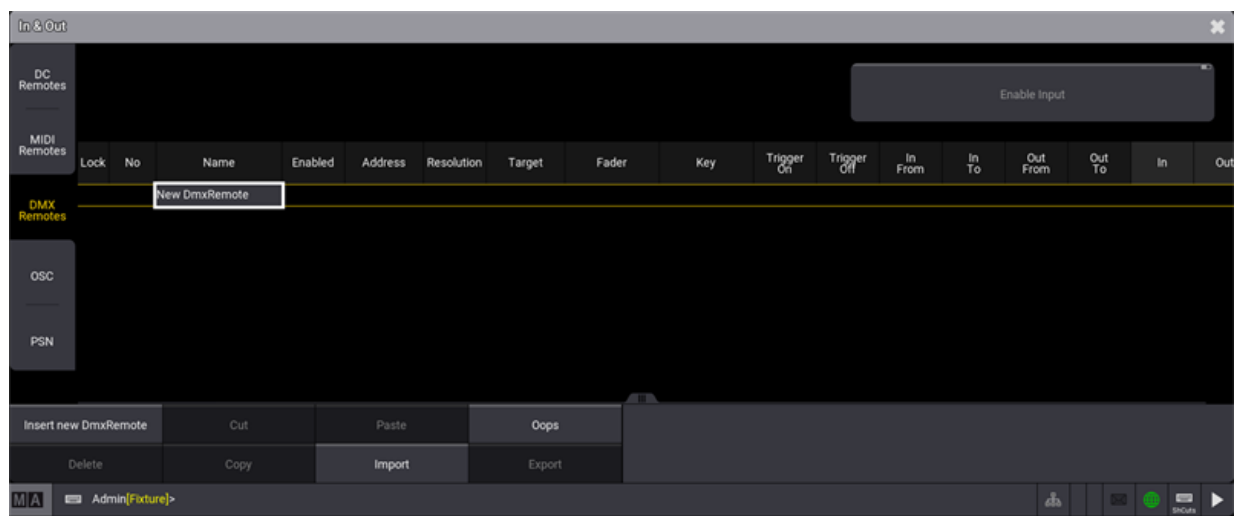 In & Out
DC
Remotes
Enable Input
MIDI
Remotes
Lock No Name Enabled Address Resolution Target Fader Key Trigger On Trigger Off In From In To Out From Out To In Out
New DmxRemote
DMX
Remotes
OSC
PSN
Insert new DmxRemote Cut Paste Oops
Delete Copy Import Export
MA Admin[Fixture]>
ShCuts